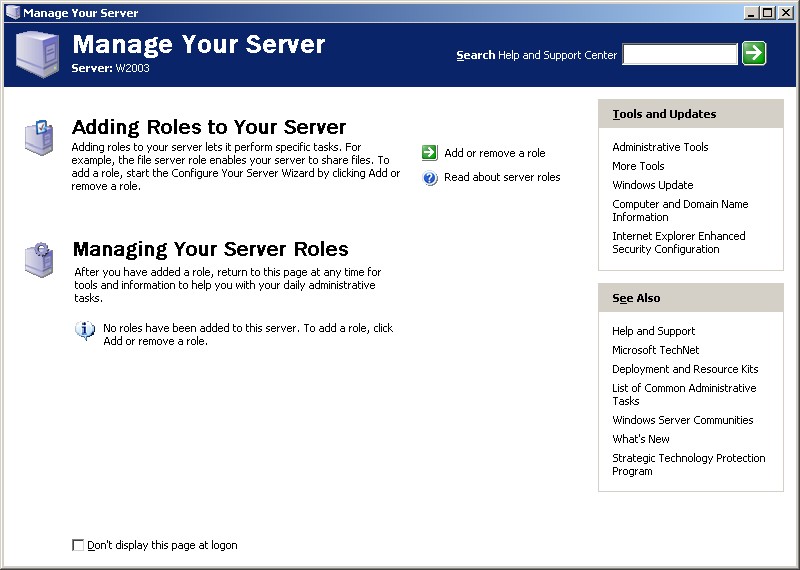 Manage Your Server
Manage Your Server
Server: W2003
Search Help and Support Center
Adding Roles to Your Server
Adding roles to your server lets it perform specific tasks. For
example, the file server role enables your server to share files. To
add a role, start the Configure Your Server Wizard by clicking Add or
remove a role.
Add or remove a role
Read about server roles
Managing Your Server Roles
After you have added a role, return to this page at any time for
tools and information to help you with your daily administrative
tasks.
No roles have been added to this server. To add a role, click
Add or remove a role.
Tools and Updates
Administrative Tools
More Tools
Windows Update
Computer and Domain Name
Information
Internet Explorer Enhanced
Security Configuration
See Also
Help and Support
Microsoft TechNet
Deployment and Resource Kits
List of Common Administrative
Tasks
Windows Server Communities
What's New
Strategic Technology Protection
Program
Don't display this page at logon